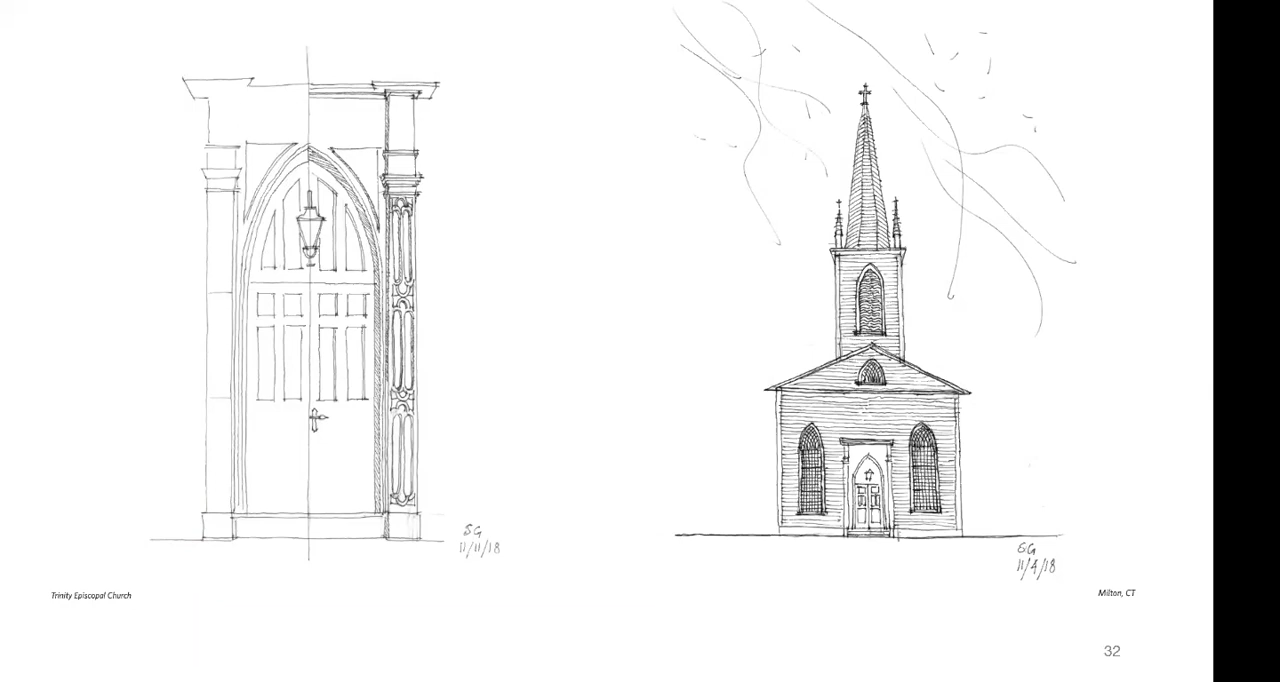 SG
11/11/18
Trinity Episcopal Church
SG
11/4/18
Milton, CT
32